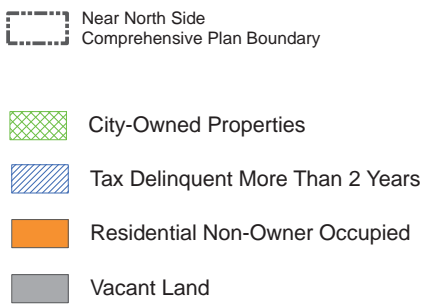 Near North Side
Comprehensive Plan Boundary
City-Owned Properties
Tax Delinquent More Than 2 Years
Residential Non-Owner Occupied
Vacant Land